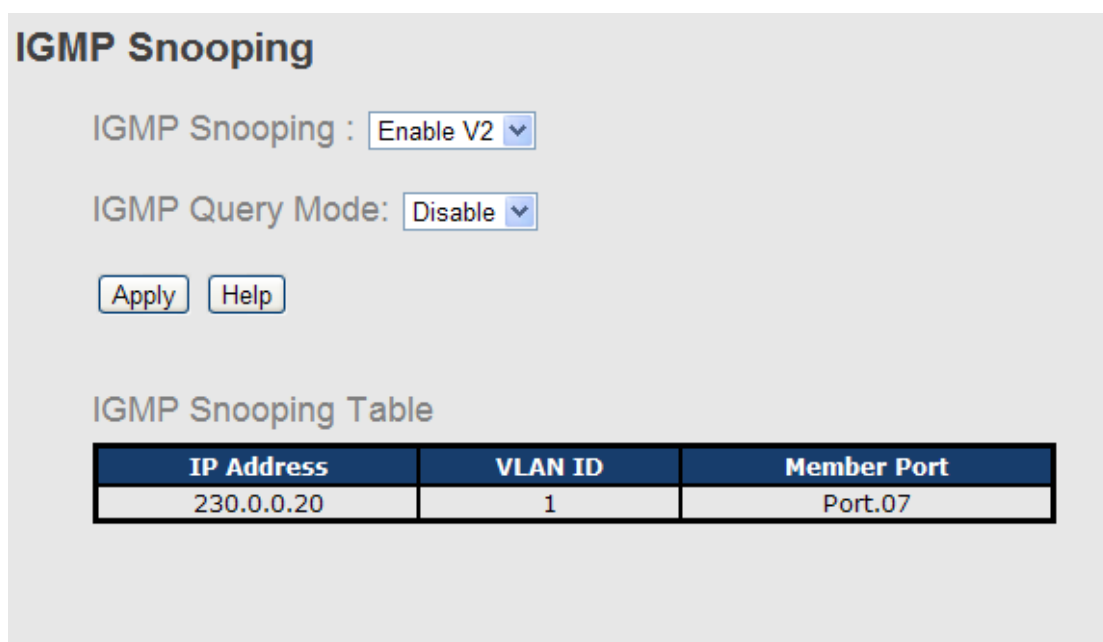 IGMP Snooping
IGMP Snooping : Enable V2
IGMP Query Mode: Disable
Apply Help
IGMP Snooping Table
IP Address VLAN ID Member Port
230.0.0.20 1 Port.07